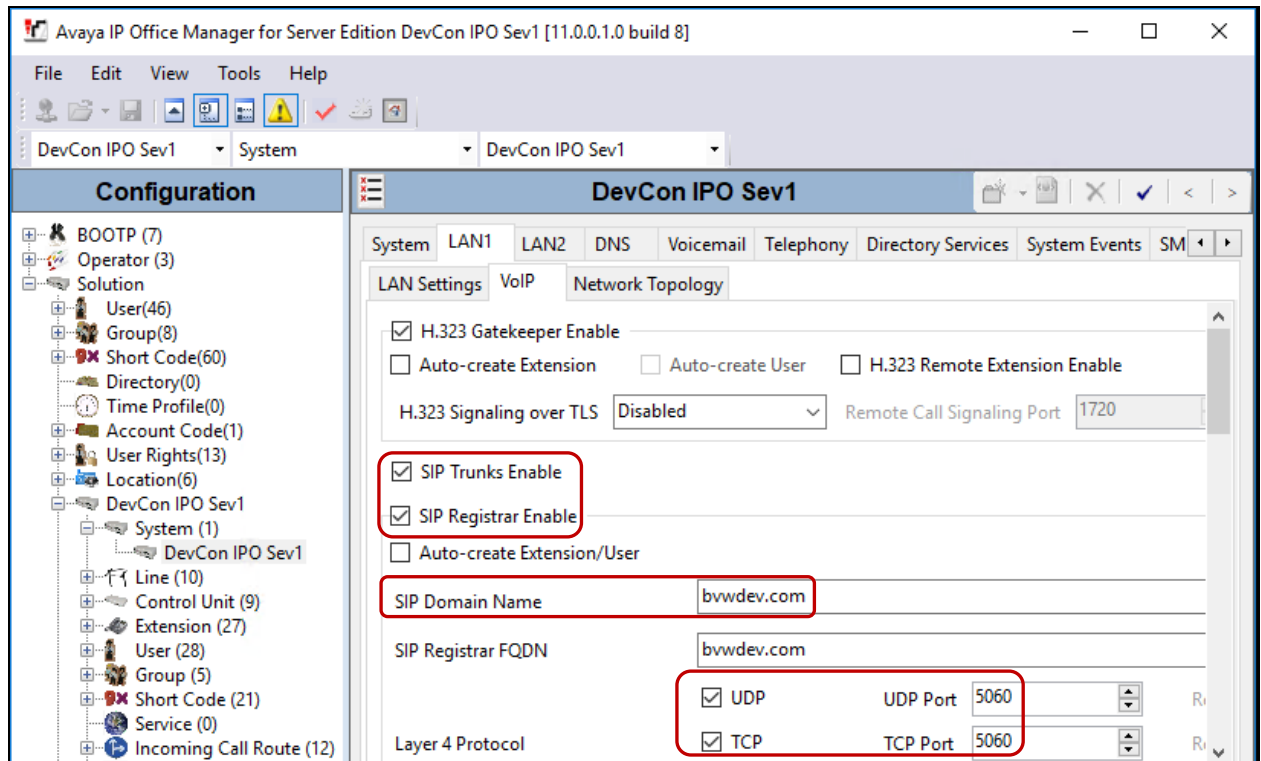 Avaya IP Office Manager for Server Edition DevCon IPO Sev1 [11.0.0.1.0 build 8]
File Edit View Tools Help
DevCon IPO Sev1 System DevCon IPO Sev1
Configuration
BOOTP (7)
Operator (3)
Solution
User(46)
Group(8)
Short Code(60)
Directory(0)
Time Profile(0)
Account Code(1)
User Rights(13)
Location(6)
DevCon IPO Sev1
System (1)
DevCon IPO Sev1
Line (10)
Control Unit (9)
Extension (27)
User (28)
Group (5)
Short Code (21)
Service (0)
Incoming Call Route (12)
DevCon IPO Sev1
System LAN1 LAN2 DNS Voicemail Telephony Directory Services System Events SM
LAN Settings VoIP Network Topology
H.323 Gatekeeper Enable
Auto-create Extension Auto-create User H.323 Remote Extension Enable
H.323 Signaling over TLS Disabled Remote Call Signaling Port 1720
SIP Trunks Enable
SIP Registrar Enable
Auto-create Extension/User
SIP Domain Name bvwdev.com
SIP Registrar FQDN bvwdev.com
UDP UDP Port 5060
Layer 4 Protocol TCP TCP Port 5060